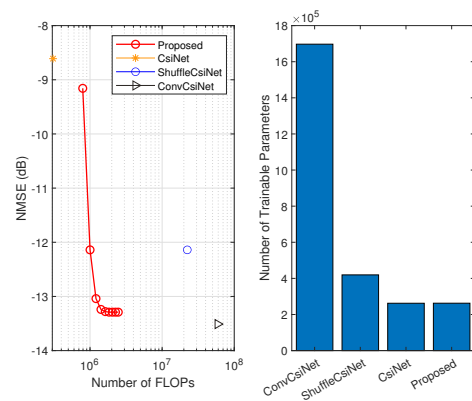 -8
-9
-10
-11
-12
-13
-14
NMSE (dB)
10^6
10^7
10^8
Number of FLOPs
Proposed
CsiNet
ShuffleCsiNet
ConvCsiNet
×10^5
18
16
14
12
10
8
6
4
2
0
Number of Trainable Parameters
ConvCsiNet
ShuffleCsiNet
CsiNet
Proposed